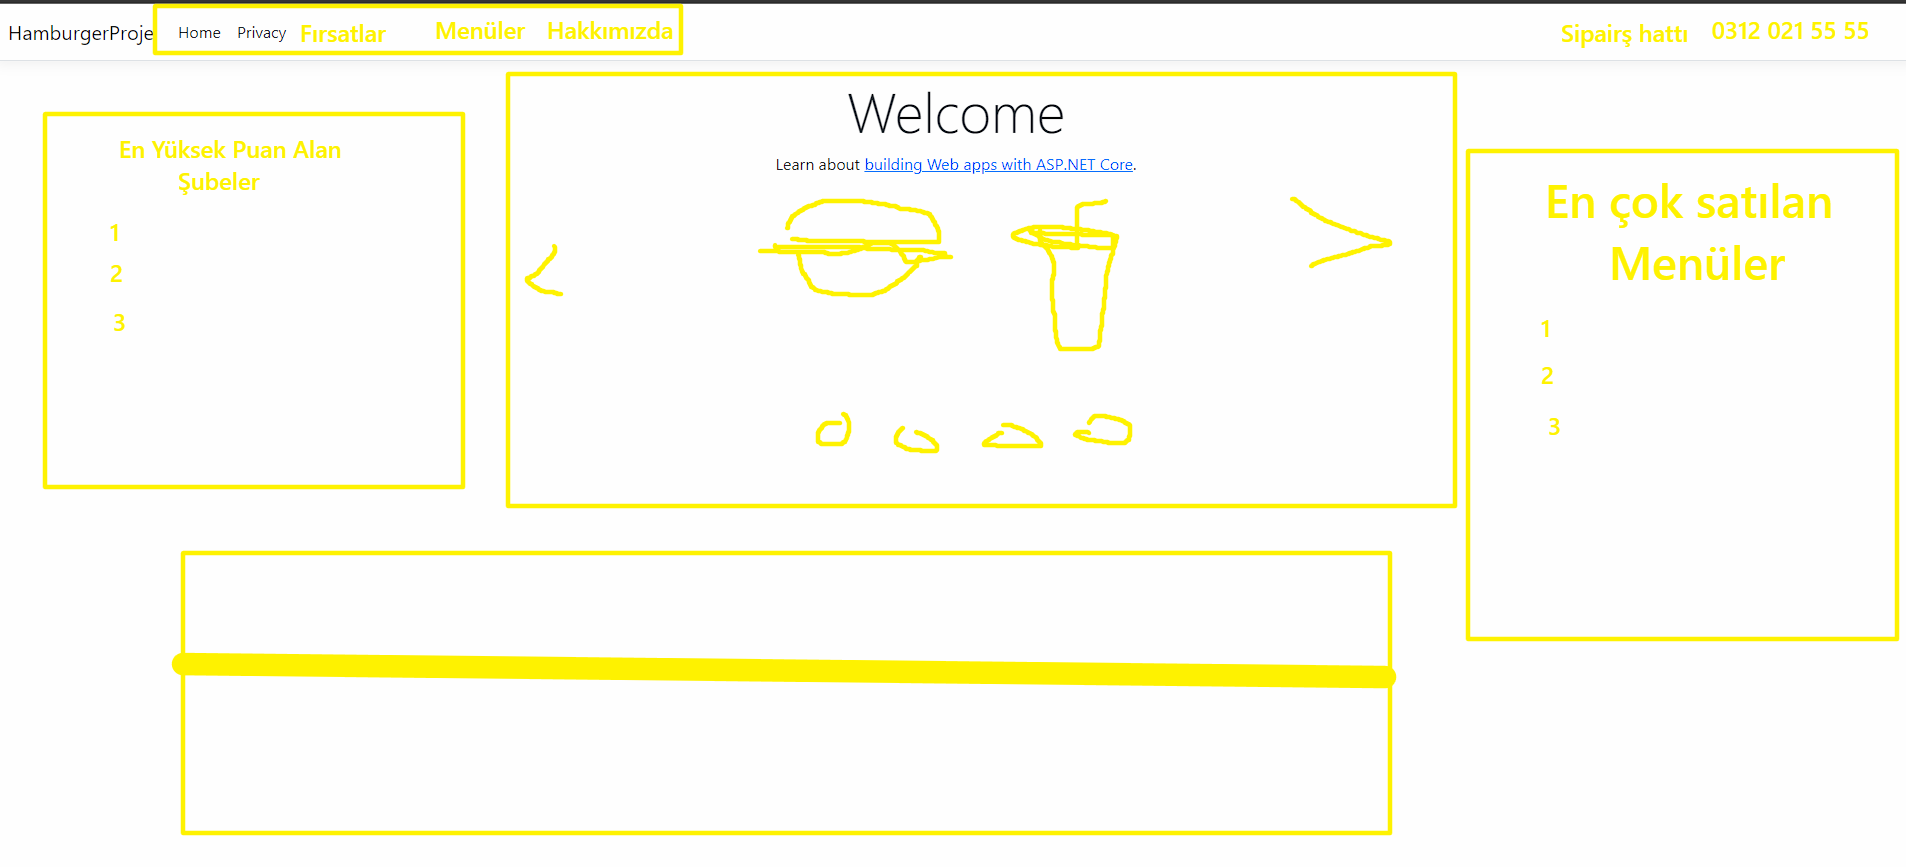 HamburgerProje Home Privacy Fırsatlar Menüler Hakkımızda Sipairş hattı 0312 021 55 55
Welcome
Learn about building Web apps with ASP.NET Core.
En Yüksek Puan Alan
Şubeler
1
2
3
En çok satılan
Menüler
1
2
3